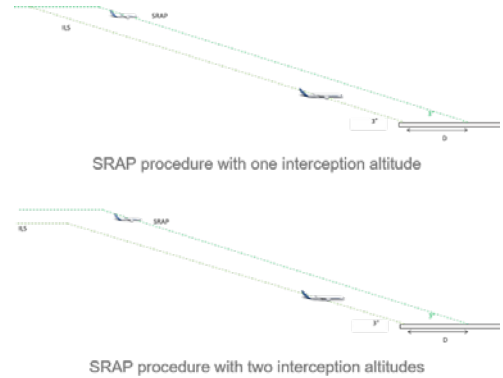 SRAP
ILS
3°
3°
D
SRAP procedure with one interception altitude
ILS
SRAP
3°
3°
D
SRAP procedure with two interception altitudes